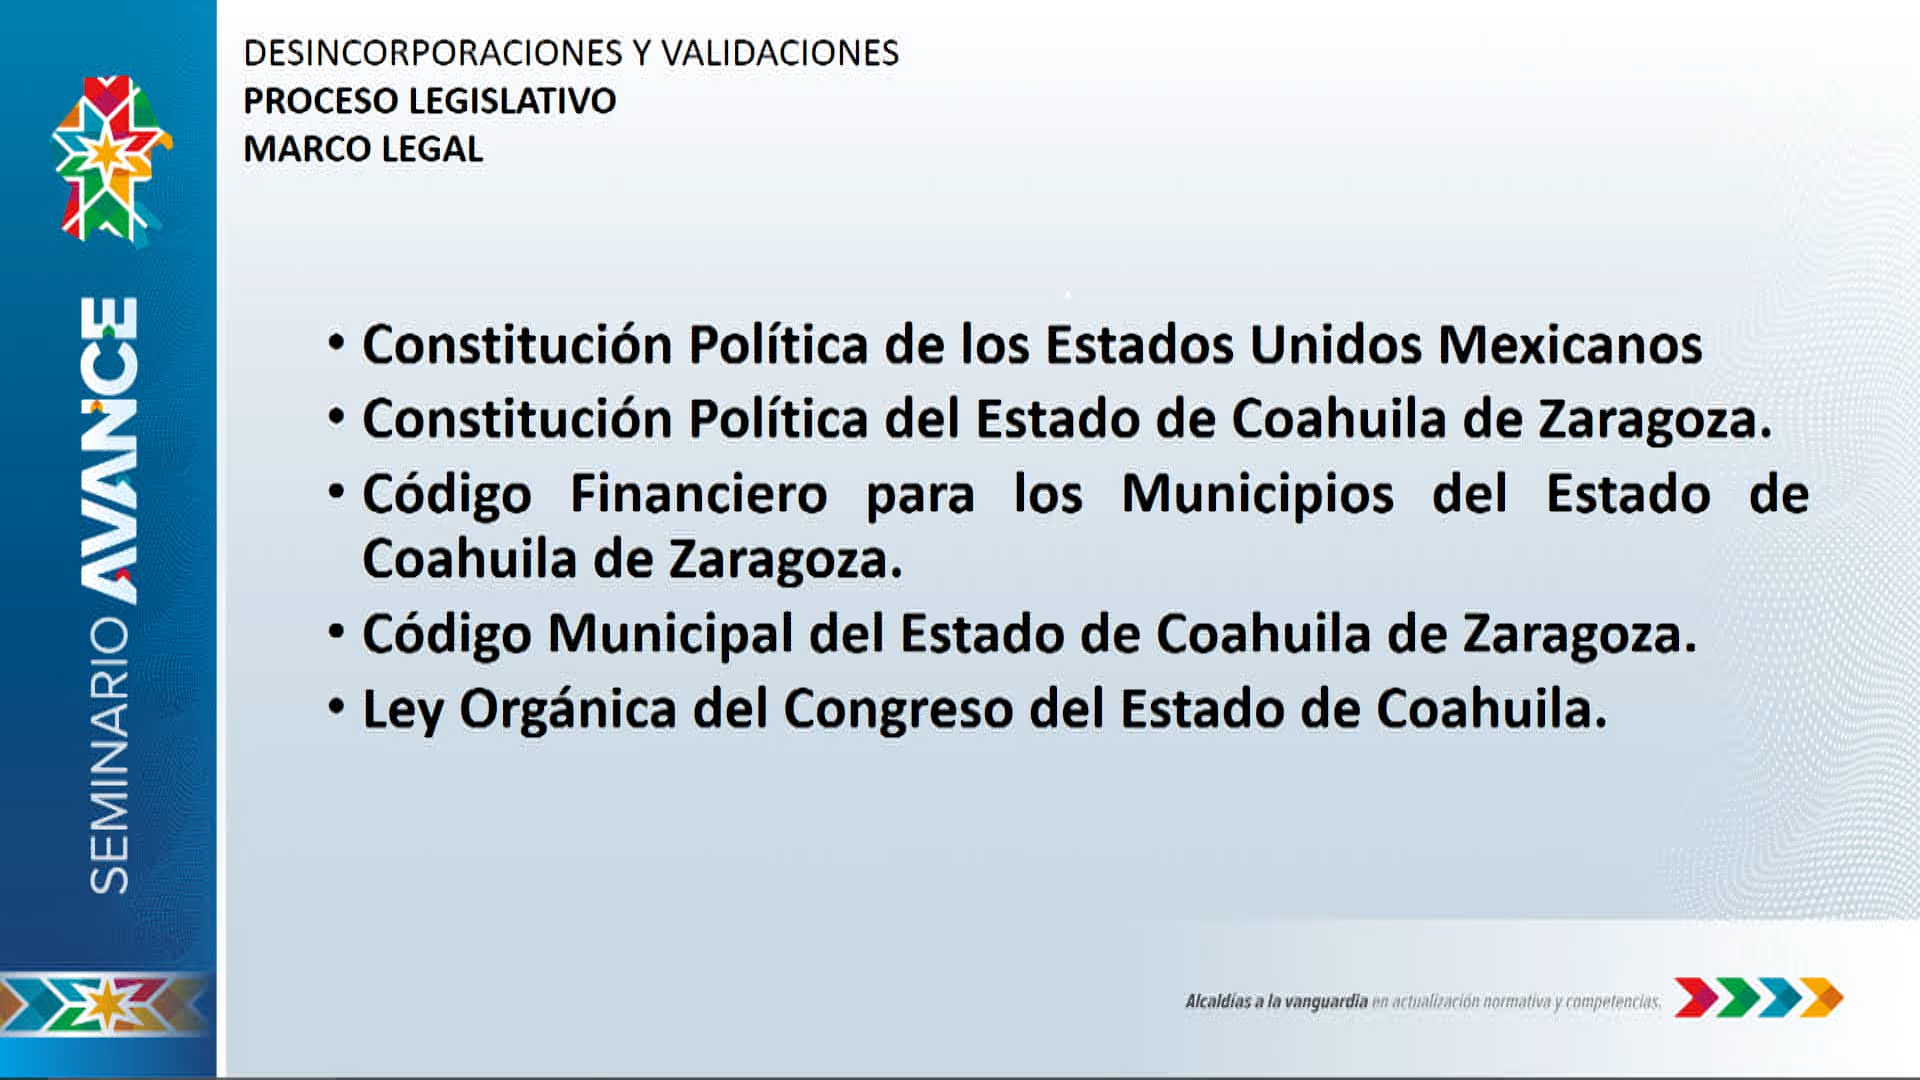 DESINCORPORACIONES Y VALIDACIONES
PROCESO LEGISLATIVO
MARCO LEGAL
SEMINARIO AVANCE
• Constitución Política de los Estados Unidos Mexicanos
• Constitución Política del Estado de Coahuila de Zaragoza.
• Código Financiero para los Municipios del Estado de
Coahuila de Zaragoza.
• Código Municipal del Estado de Coahuila de Zaragoza.
• Ley Orgánica del Congreso del Estado de Coahuila.
Alcaldías a la vanguardia en actualización normativa y competencias.